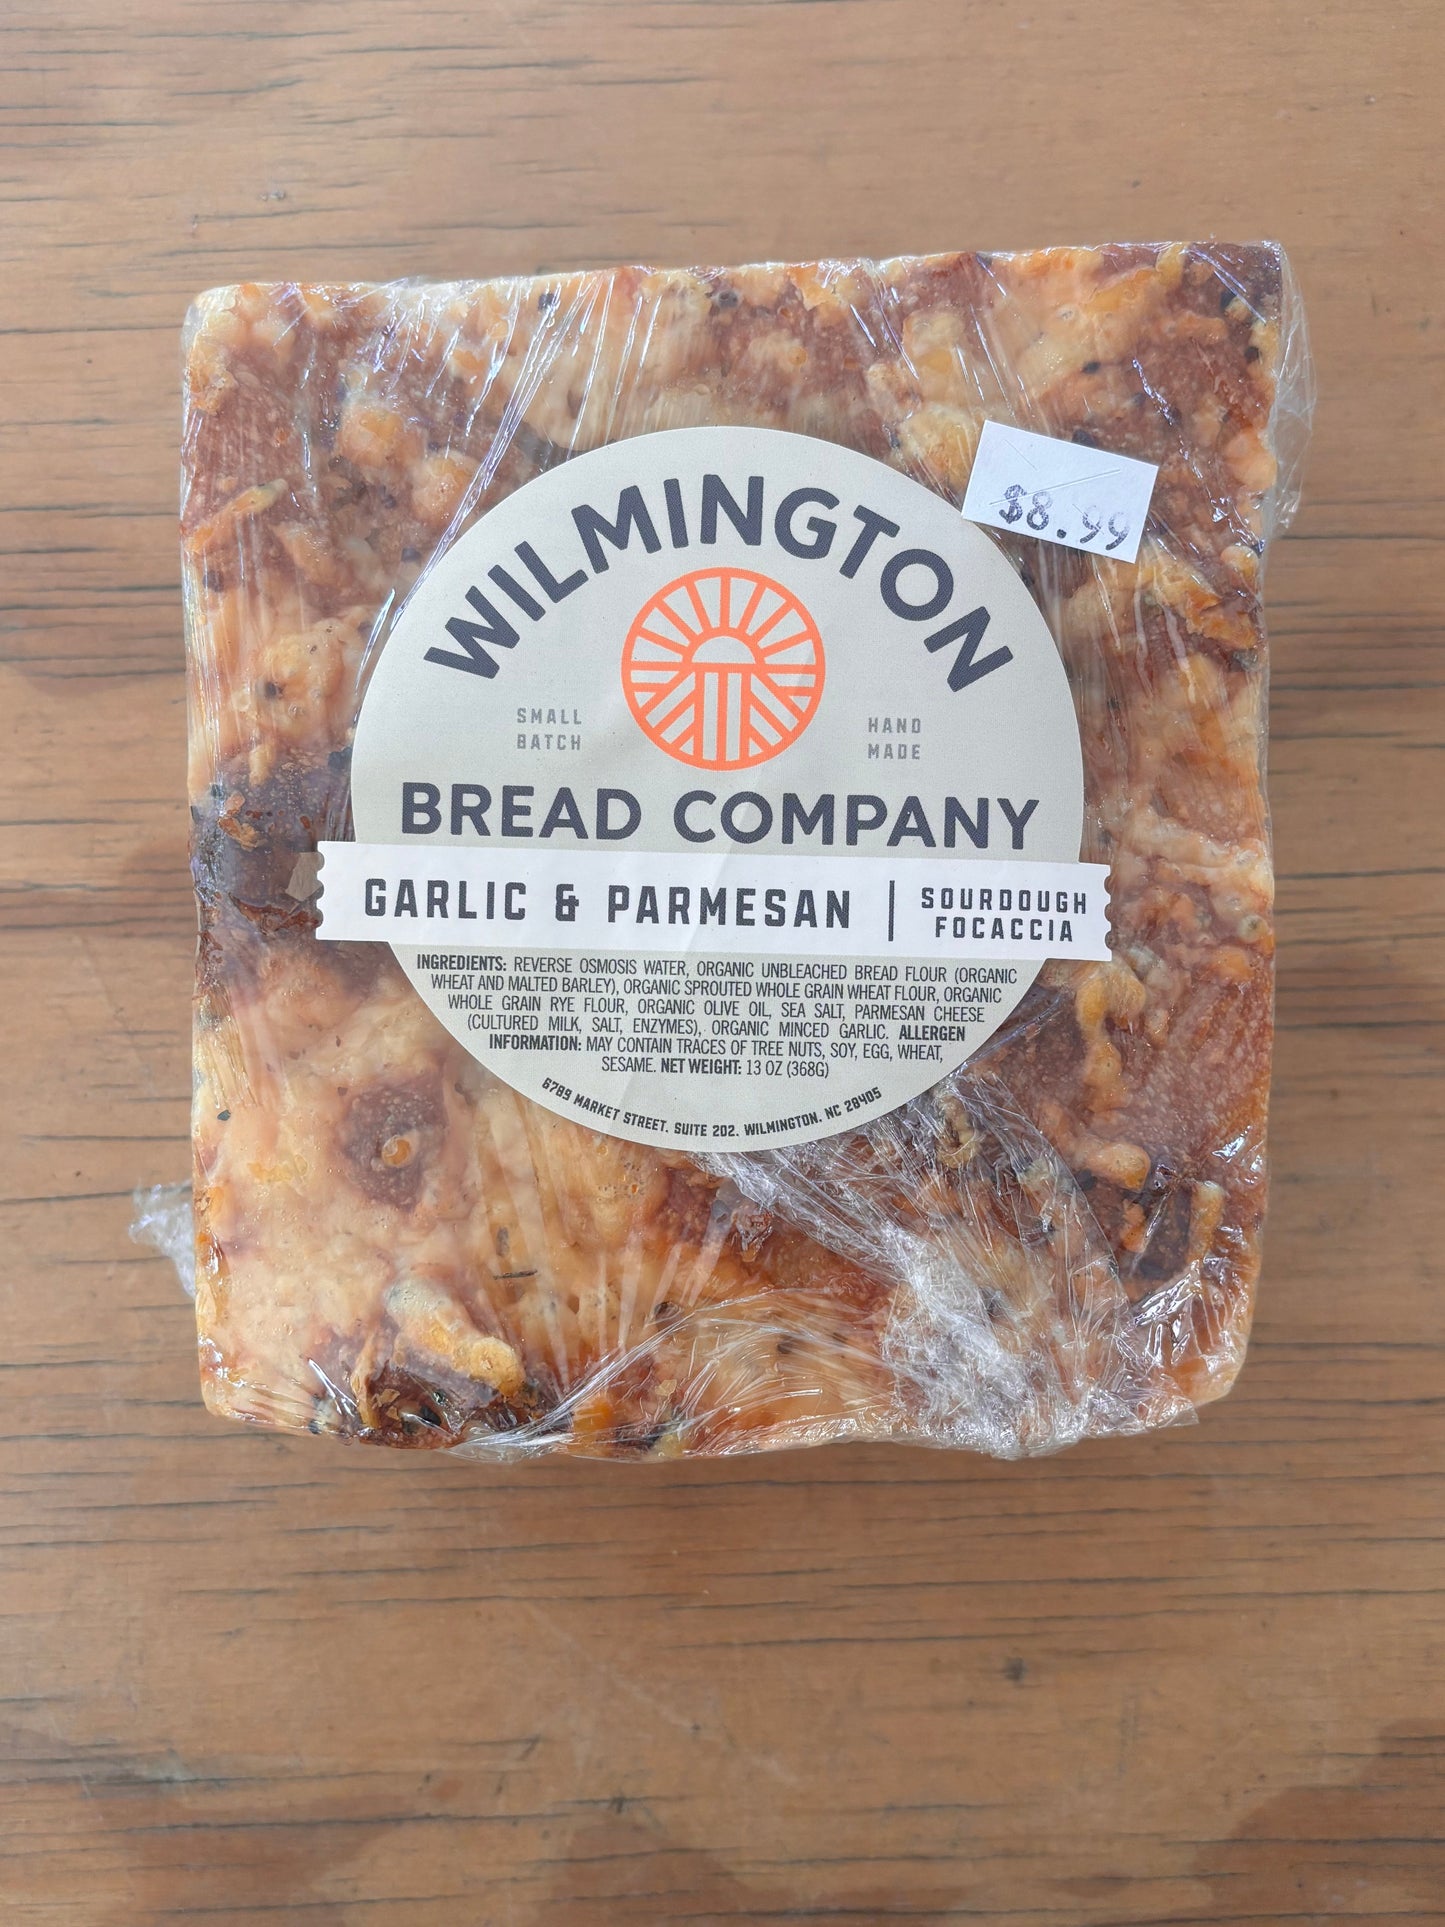 $8.99
WILMINGTON
SMALL
BATCH
HAND
MADE
BREAD COMPANY
GARLIC & PARMESAN | SOURDOUGH
FOCACCIA
INGREDIENTS: REVERSE OSMOSIS WATER, ORGANIC UNBLEACHED BREAD FLOUR (ORGANIC
WHEAT AND MALTED BARLEY), ORGANIC SPROUTED WHOLE GRAIN WHEAT FLOUR, ORGANIC
WHOLE GRAIN RYE FLOUR, ORGANIC OLIVE OIL, SEA SALT, PARMESAN CHEESE
(CULTURED MILK, SALT, ENZYMES), ORGANIC MINCED GARLIC. ALLERGEN
INFORMATION: MAY CONTAIN TRACES OF TREE NUTS, SOY, EGG, WHEAT,
SESAME. NET WEIGHT: 13 OZ (368G)
6789 MARKET STREET. SUITE 202. WILMINGTON. NC 28405